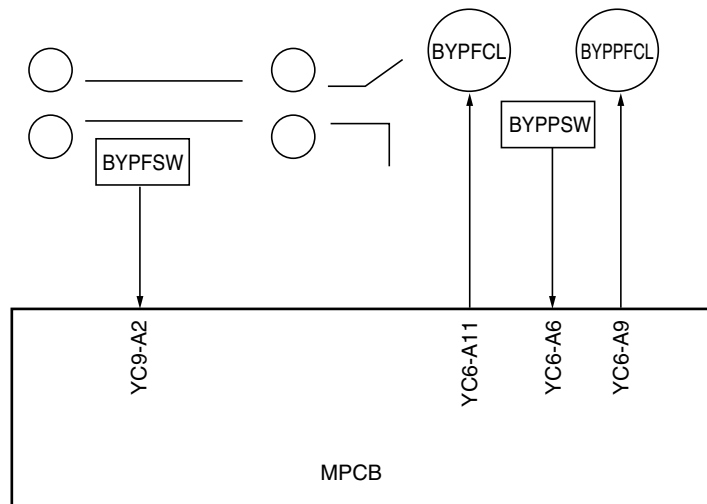 BYPFCL
BYPPFCL
BYPPSW
BYPFSW
YC9-A2
YC6-A11
YC6-A6
YC6-A9
MPCB